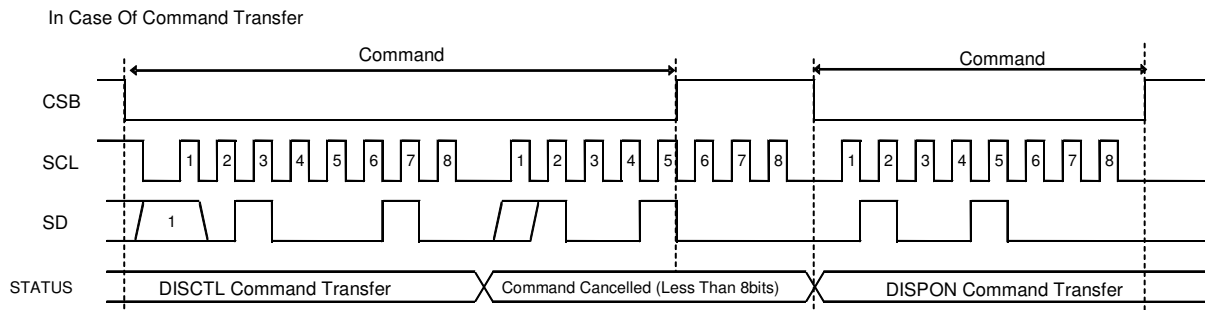 In Case Of Command Transfer
Command Command
CSB
SCL 1 2 3 4 5 6 7 8 1 2 3 4 5 6 7 8 1 2 3 4 5 6 7 8
SD 1
STATUS DISCTL Command Transfer Command Cancelled (Less Than 8bits) DISPON Command Transfer